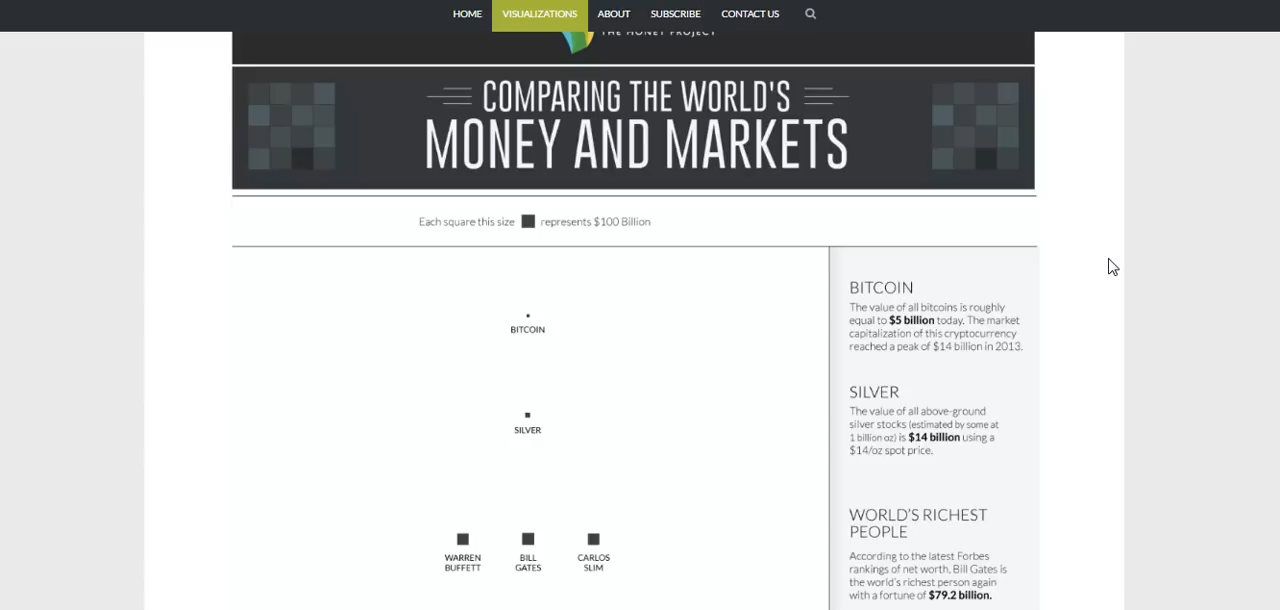 HOME VISUALIZATIONS ABOUT SUBSCRIBE CONTACT US
THE MONEY PROJECT
COMPARING THE WORLD'S
MONEY AND MARKETS
Each square this size represents $100 Billion
BITCOIN
SILVER
WARREN BUFFETT
BILL GATES
CARLOS SLIM
BITCOIN
The value of all bitcoins is roughly
equal to $5 billion today. The market
capitalization of this cryptocurrency
reached a peak of $14 billion in 2013.
SILVER
The value of all above-ground
silver stocks (estimated by some at
1 billion oz) is $14 billion using a
$14/oz spot price.
WORLD'S RICHEST
PEOPLE
According to the latest Forbes
rankings of net worth, Bill Gates is
the world's richest person again
with a fortune of $79.2 billion.